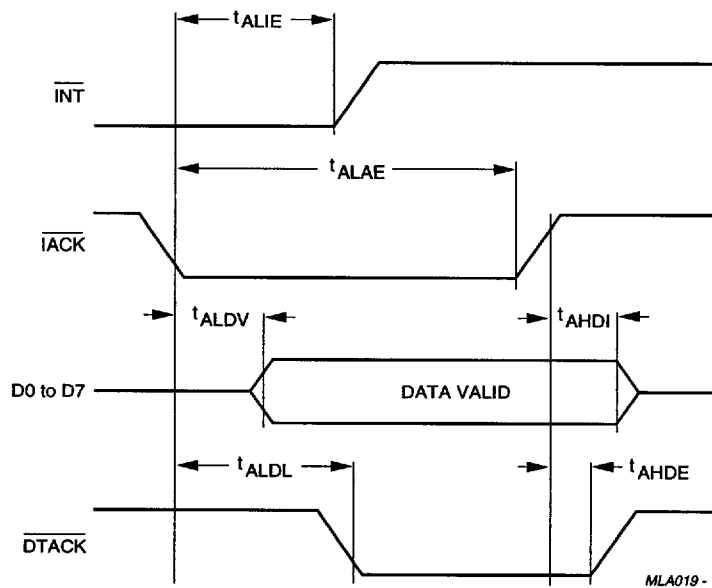 tALIE
INT
tALAE
IACK
tALDV
tAHDI
D0 to D7
DATA VALID
tALDL
tAHDE
DTACK
MLA019 -